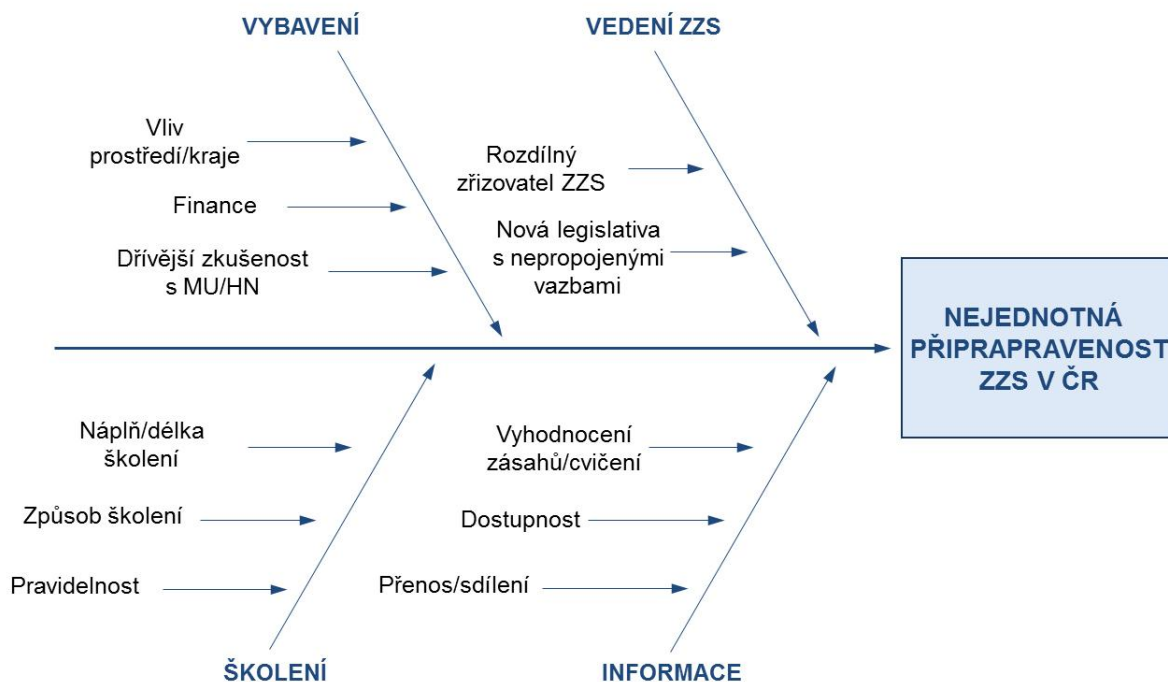 VYBAVENÍ
VEDENÍ ZZS
Vliv
prostředí/kraje
Finance
Dřívější zkušenost
s MU/HN
Rozdílný
zřizovatel ZZS
Nová legislativa
s nepropojenými
vazbami
NEJEDNOTNÁ
PŘIPRAPRAVENOST
ZZS V ČR
Náplň/délka
školení
Způsob školení
Pravidelnost
Vyhodnocení
zásahů/cvičení
Dostupnost
Přenos/sdílení
ŠKOLENÍ
INFORMACE